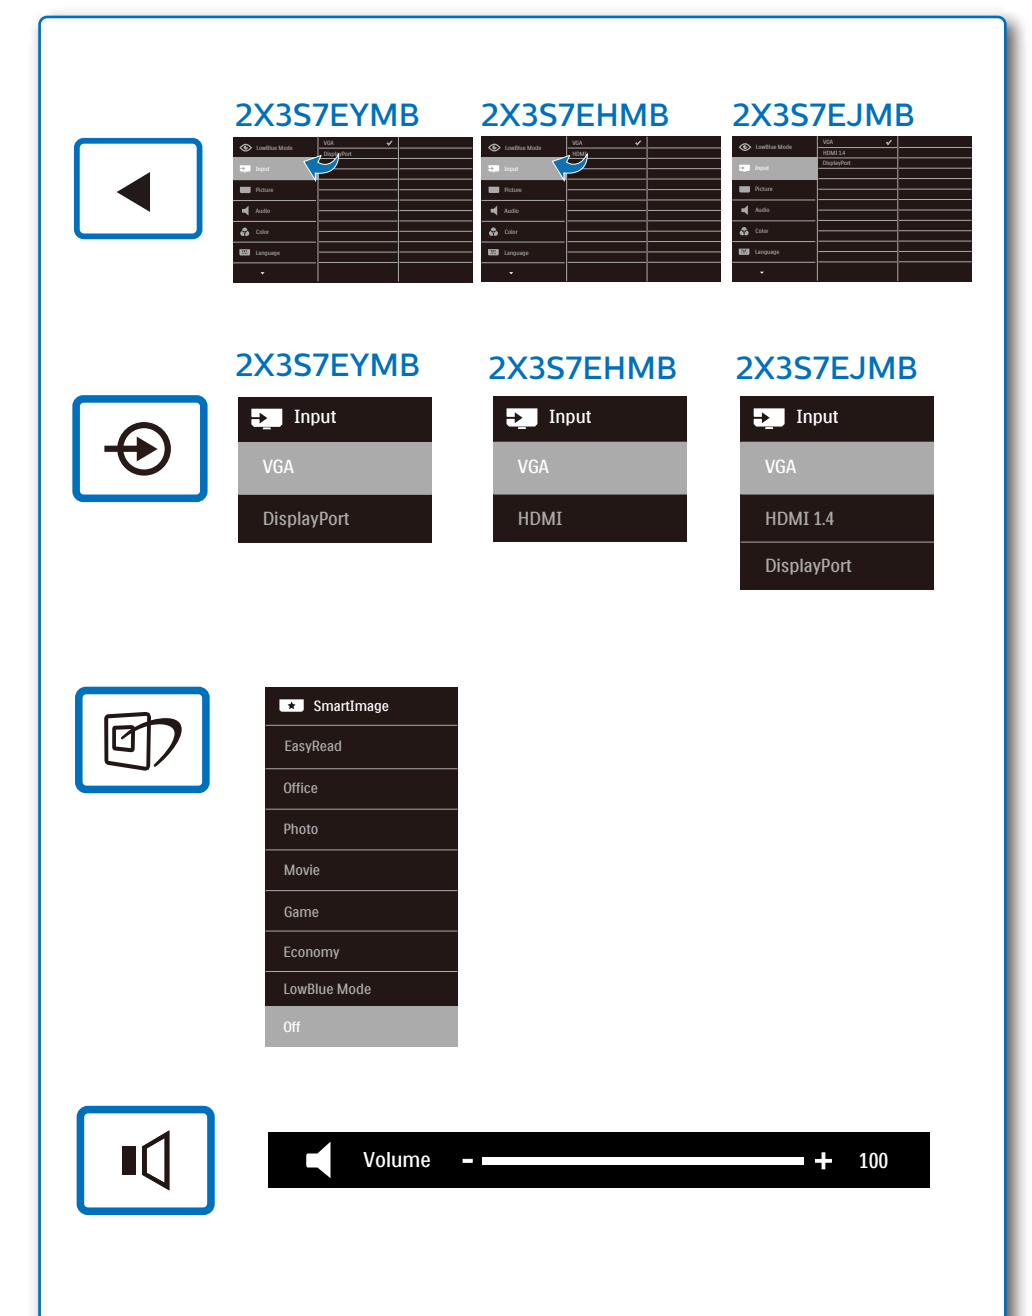 2X3S7EYMB 2X3S7EHMB 2X3S7EJMB
LowBlue Mode
Input
Picture
Audio
Color
Language
VGA
DisplayPort
LowBlue Mode
Input
Picture
Audio
Color
Language
VGA
HDMI
LowBlue Mode
Input
Picture
Audio
Color
Language
VGA
HDMI 1.4
DisplayPort
2X3S7EYMB 2X3S7EHMB 2X3S7EJMB
Input
VGA
DisplayPort
Input
VGA
HDMI
Input
VGA
HDMI 1.4
DisplayPort
SmartImage
EasyRead
Office
Photo
Movie
Game
Economy
LowBlue Mode
Off
Volume - + 100